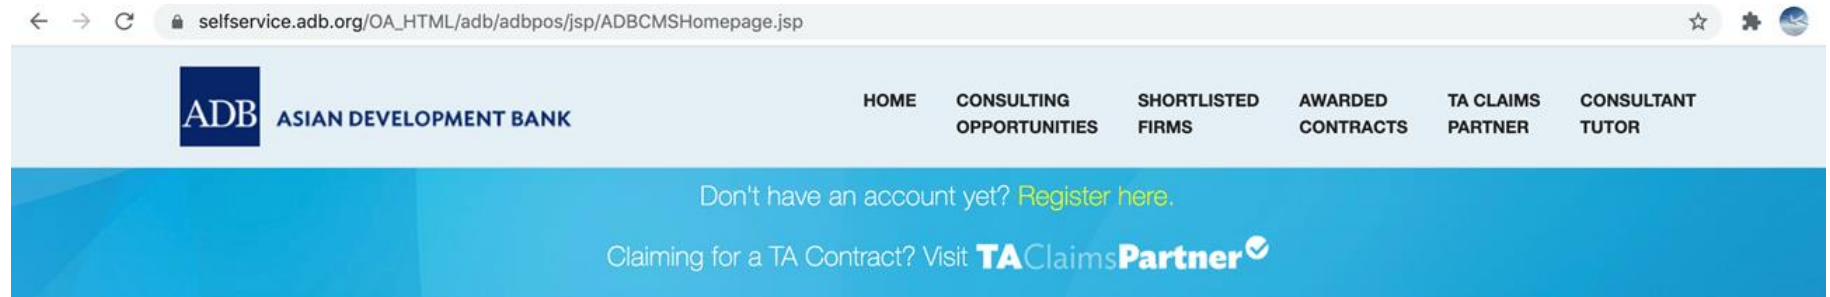 selfservice.adb.org/OA_HTML/adb/adbpos/jsp/ADBCMSHomepage.jsp
ADB ASIAN DEVELOPMENT BANK
HOME
CONSULTING
OPPORTUNITIES
SHORTLISTED
FIRMS
AWARDED
CONTRACTS
TA CLAIMS
PARTNER
CONSULTANT
TUTOR
Don't have an account yet? Register here.
Claiming for a TA Contract? Visit TAClaimsPartner